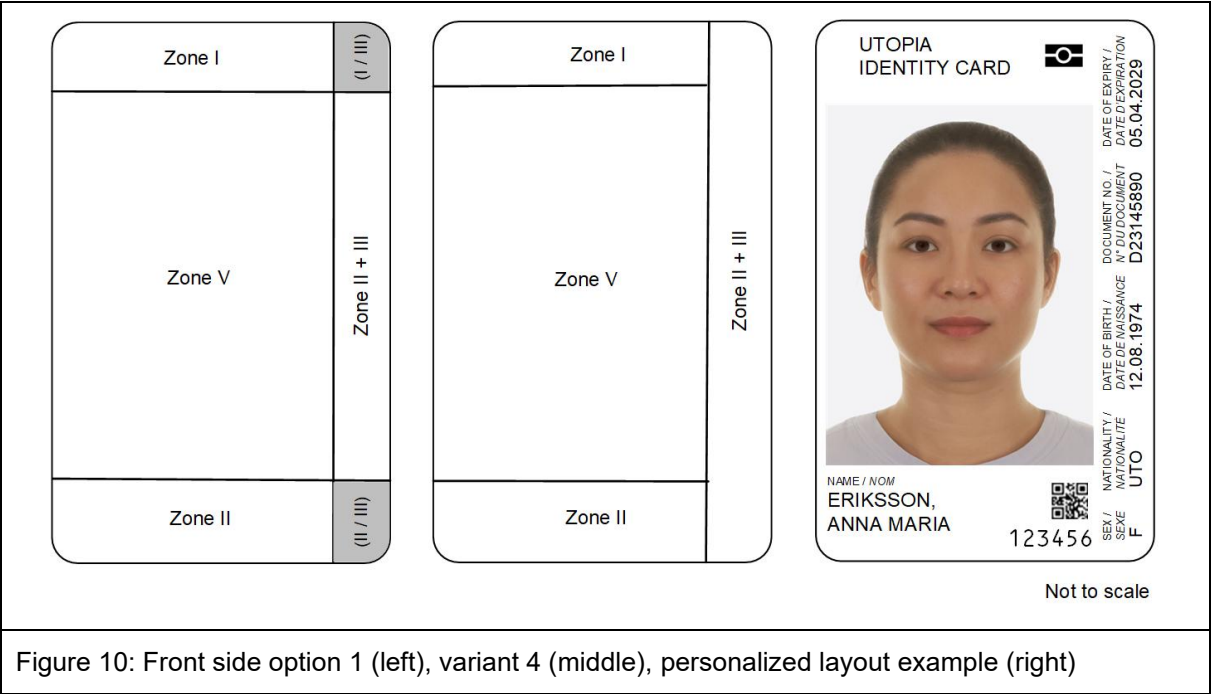 Zone I
(I / III)
Zone V
Zone II + III
Zone II
(II / III)
Zone I
Zone V
Zone II + III
Zone II
UTOPIA
IDENTITY CARD
NAME / NOM
ERIKSSON,
ANNA MARIA
123456
SEX /
SEXE
F
NATIONALITY /
NATIONALITÉ
UTO
DATE OF BIRTH /
DATE DE NAISSANCE
12.08.1974
DOCUMENT NO. /
N° DU DOCUMENT
D23145890
DATE OF EXPIRY /
DATE D'EXPIRATION
05.04.2029
Not to scale
Figure 10: Front side option 1 (left), variant 4 (middle), personalized layout example (right)